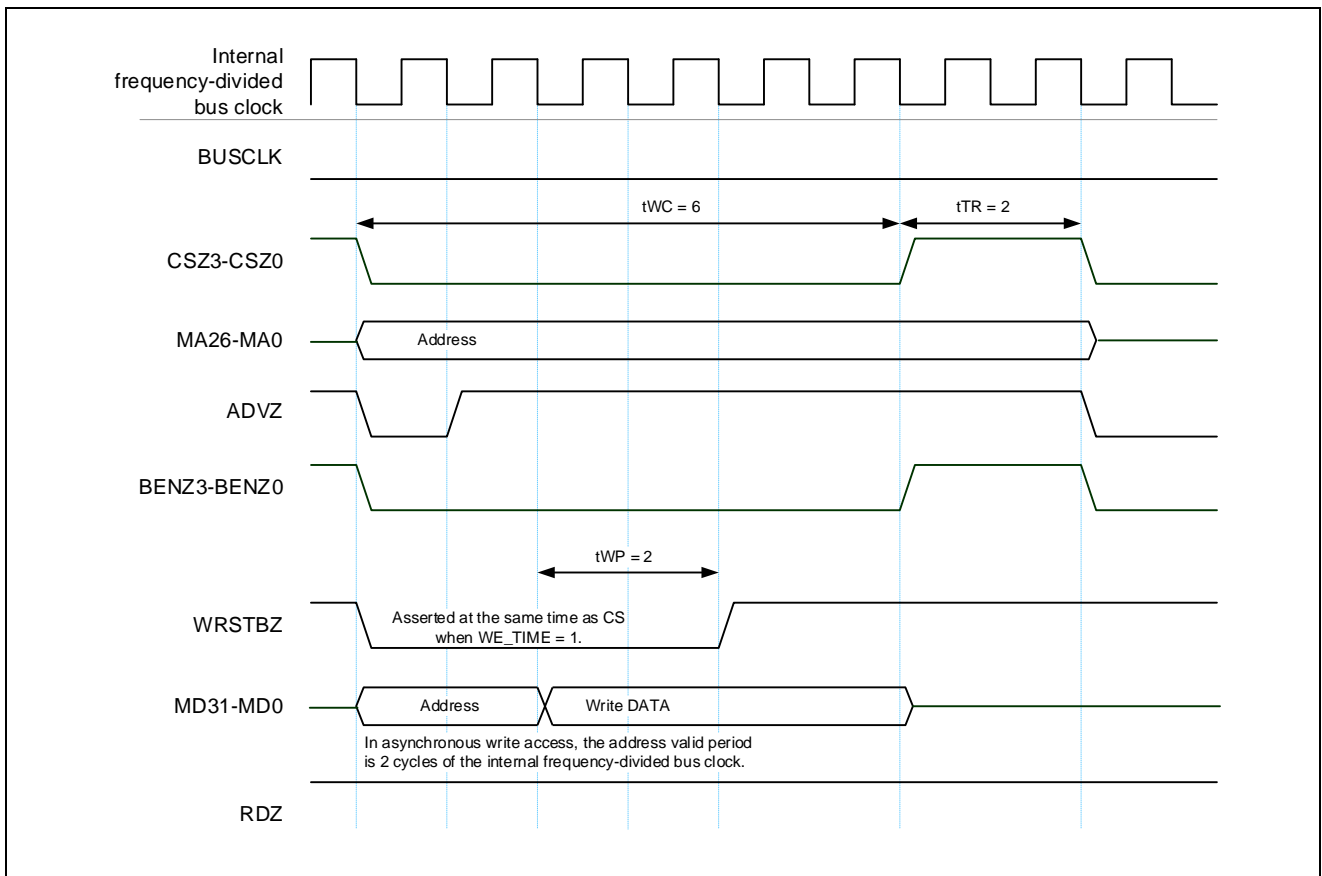 Internal
frequency-divided
bus clock
BUSCLK
tWC = 6
tTR = 2
CSZ3-CSZ0
MA26-MA0
Address
ADVZ
BENZ3-BENZ0
tWP = 2
WRSTBZ
Asserted at the same time as CS
when WE_TIME = 1.
MD31-MD0
Address
Write DATA
In asynchronous write access, the address valid period
is 2 cycles of the internal frequency-divided bus clock.
RDZ